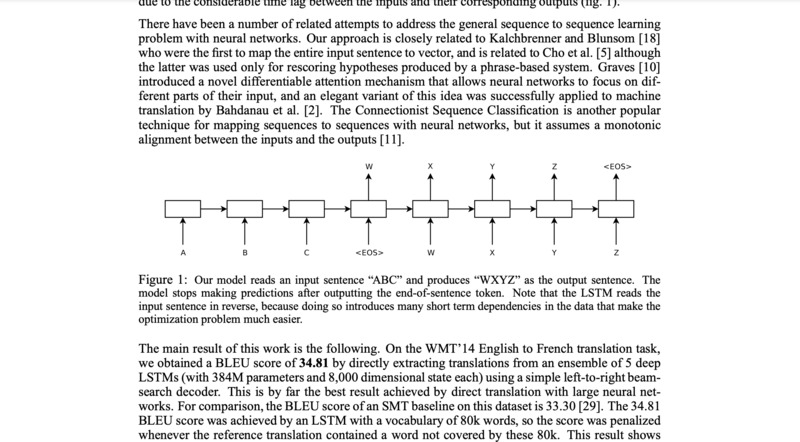 due to the considerable time lag between the inputs and their corresponding outputs (fig. 1).
There have been a number of related attempts to address the general sequence to sequence learning
problem with neural networks. Our approach is closely related to Kalchbrenner and Blunsom [18]
who were the first to map the entire input sentence to vector, and is related to Cho et al. [5] although
the latter was used only for rescoring hypotheses produced by a phrase-based system. Graves [10]
introduced a novel differentiable attention mechanism that allows neural networks to focus on dif-
ferent parts of their input, and an elegant variant of this idea was successfully applied to machine
translation by Bahdanau et al. [2]. The Connectionist Sequence Classification is another popular
technique for mapping sequences to sequences with neural networks, but it assumes a monotonic
alignment between the inputs and the outputs [11].
W X Y Z <EOS>
A B C <EOS> W X Y Z
Figure 1: Our model reads an input sentence “ABC” and produces “WXYZ” as the output sentence. The
model stops making predictions after outputting the end-of-sentence token. Note that the LSTM reads the
input sentence in reverse, because doing so introduces many short term dependencies in the data that make the
optimization problem much easier.
The main result of this work is the following. On the WMT’14 English to French translation task,
we obtained a BLEU score of 34.81 by directly extracting translations from an ensemble of 5 deep
LSTMs (with 384M parameters and 8,000 dimensional state each) using a simple left-to-right beam-
search decoder. This is by far the best result achieved by direct translation with large neural net-
works. For comparison, the BLEU score of an SMT baseline on this dataset is 33.30 [29]. The 34.81
BLEU score was achieved by an LSTM with a vocabulary of 80k words, so the score was penalized
whenever the reference translation contained a word not covered by these 80k. This result shows